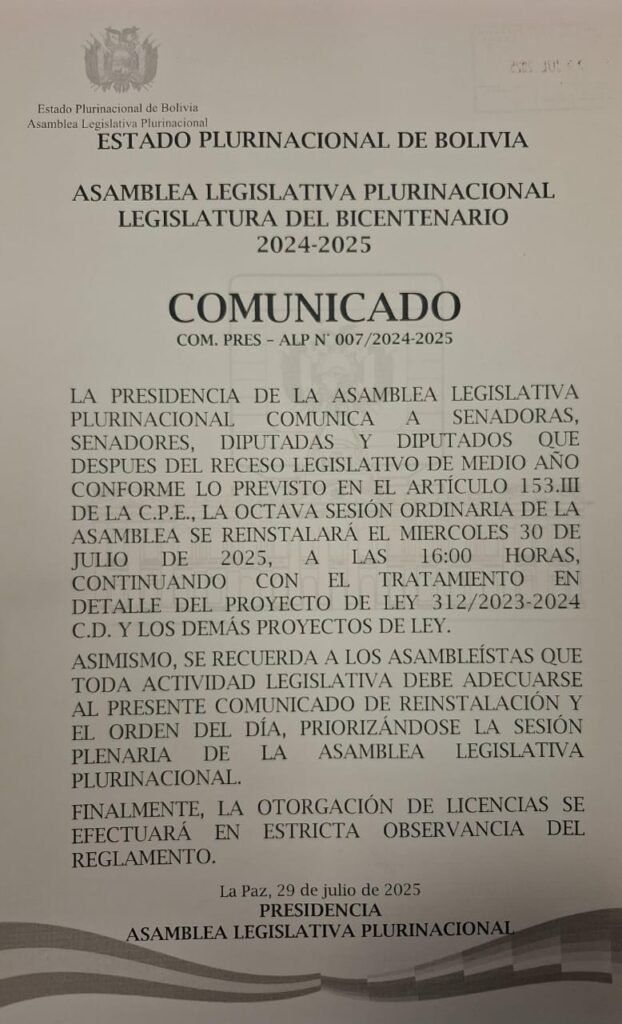 Estado Plurinacional de Bolivia
Asamblea Legislativa Plurinacional
ESTADO PLURINACIONAL DE BOLIVIA
ASAMBLEA LEGISLATIVA PLURINACIONAL
LEGISLATURA DEL BICENTENARIO
2024-2025
COMUNICADO
COM. PRES – ALP N° 007/2024-2025
LA PRESIDENCIA DE LA ASAMBLEA LEGISLATIVA
PLURINACIONAL COMUNICA A SENADORAS,
SENADORES, DIPUTADAS Y DIPUTADOS QUE
DESPUES DEL RECESO LEGISLATIVO DE MEDIO AÑO
CONFORME LO PREVISTO EN EL ARTÍCULO 153.III
DE LA C.P.E., LA OCTAVA SESIÓN ORDINARIA DE LA
ASAMBLEA SE REINSTALARÁ EL MIERCOLES 30 DE
JULIO DE 2025, A LAS 16:00 HORAS,
CONTINUANDO CON EL TRATAMIENTO EN
DETALLE DEL PROYECTO DE LEY 312/2023-2024
C.D. Y LOS DEMÁS PROYECTOS DE LEY.
ASIMISMO, SE RECUERDA A LOS ASAMBLEÍSTAS QUE
TODA ACTIVIDAD LEGISLATIVA DEBE ADECUARSE
AL PRESENTE COMUNICADO DE REINSTALACIÓN Y
EL ORDEN DEL DÍA, PRIORIZÁNDOSE LA SESIÓN
PLENARIA DE LA ASAMBLEA LEGISLATIVA
PLURINACIONAL.
FINALMENTE, LA OTORGACIÓN DE LICENCIAS SE
EFECTUARÁ EN ESTRICTA OBSERVANCIA DEL
REGLAMENTO.
La Paz, 29 de julio de 2025
PRESIDENCIA
ASAMBLEA LEGISLATIVA PLURINACIONAL